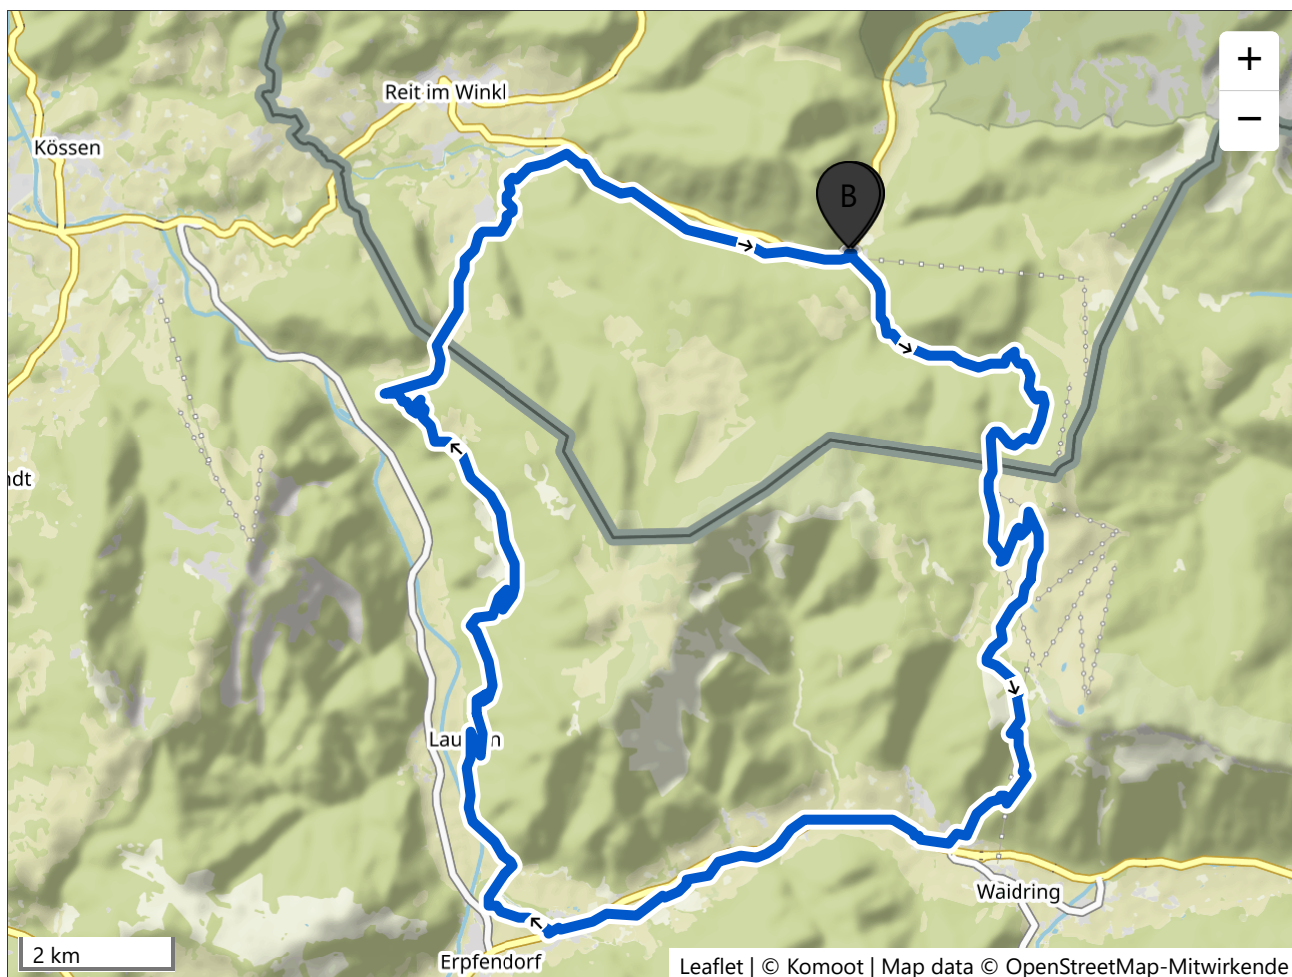 +
−
Reit im Winkl
Kössen
B
ndt
Lau n
Waidring
Erpfendorf
2 km
Leaflet | © Komoot | Map data © OpenStreetMap-Mitwirkende